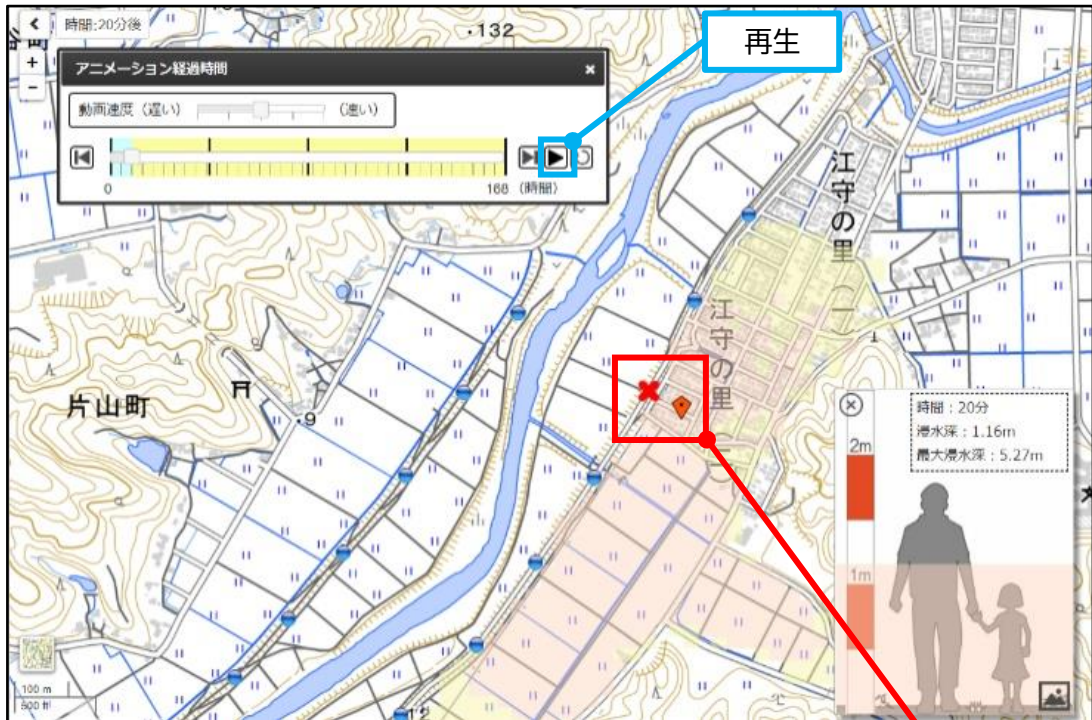 時間:20分後
・132
再生
アニメーション経過時間
動画速度（遅い）
（速い）
0
168
（時間）
江守の里（一）
江守の里（二）
片山町
・9
時間：20分
浸水深：1.16m
最大浸水深：5.27m
2m
1m
100 m
500 ft
12